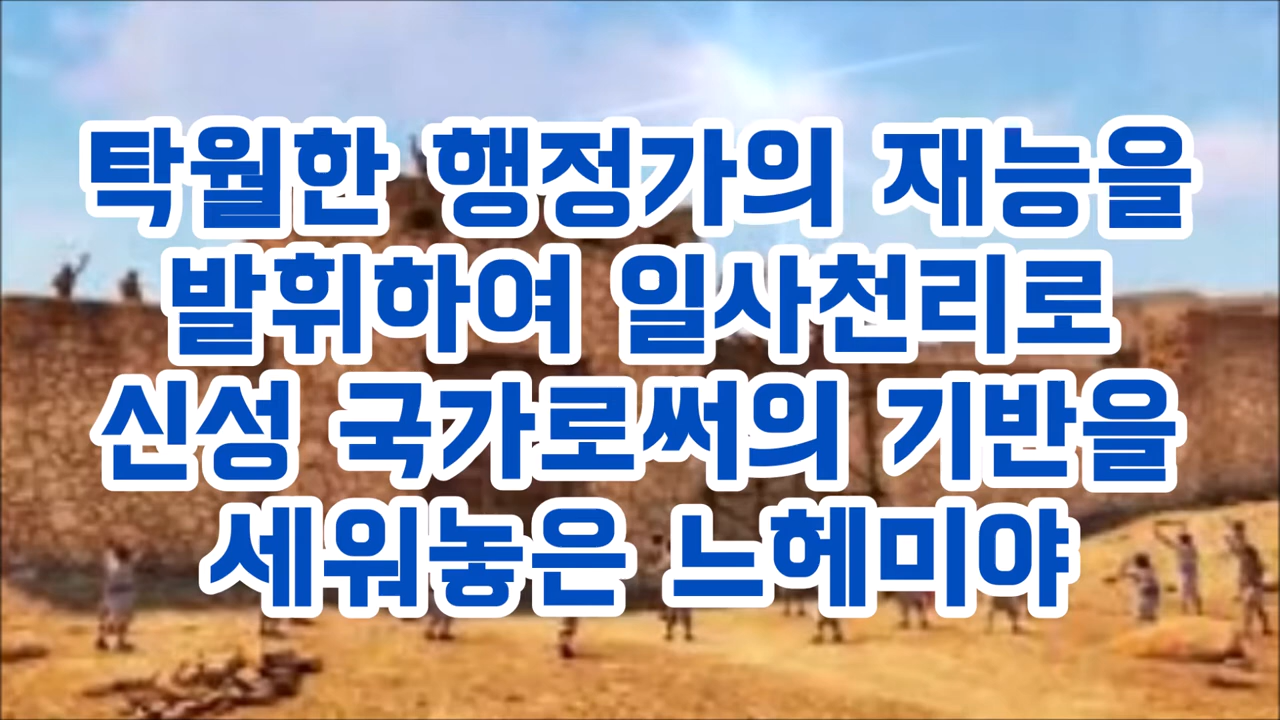 탁월한 행정가의 재능을
발휘하여 일사천리로
신성 국가로써의 기반을
세워놓은 느헤미야